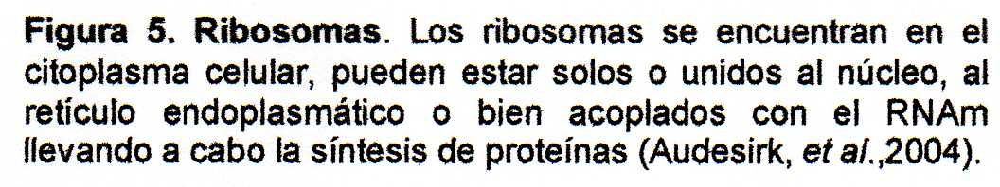 Figura 5. Ribosomas. Los ribosomas se encuentran en el
citoplasma celular, pueden estar solos o unidos al núcleo, al
retículo endoplasmático o bien acoplados con el RNAm
llevando a cabo la síntesis de proteínas (Audesirk, et al.,2004).